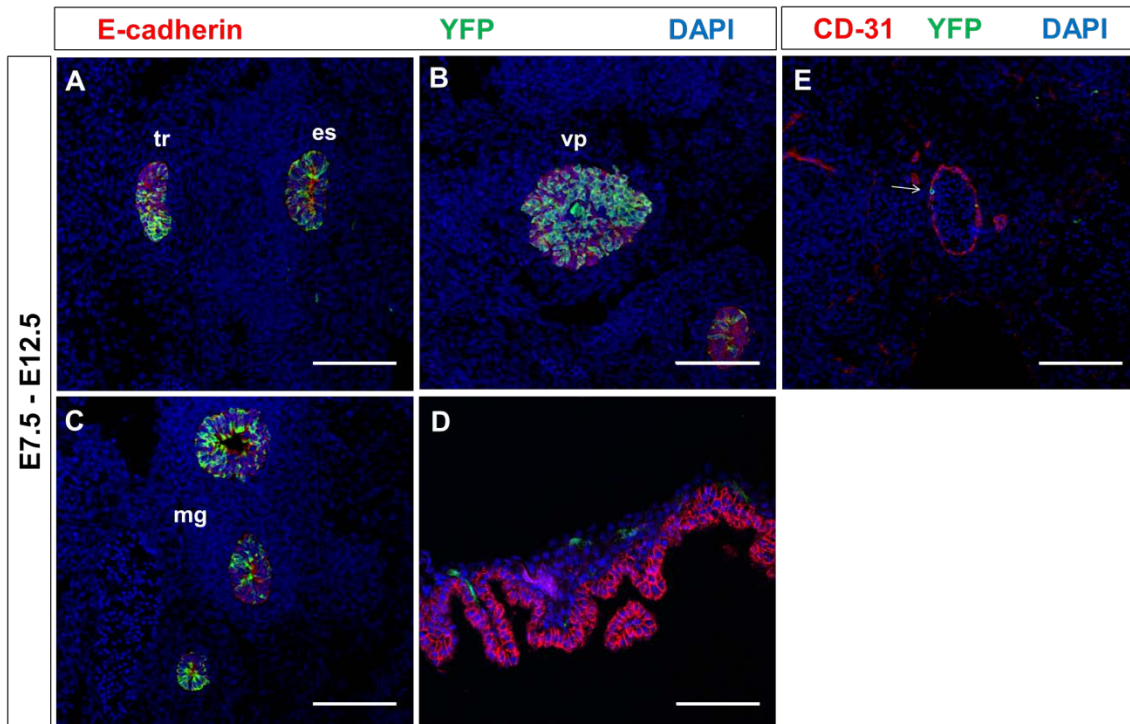 E-cadherin YFP DAPI CD-31 YFP DAPI
E7.5 - E12.5
A tr es
B vp
E
C mg
D